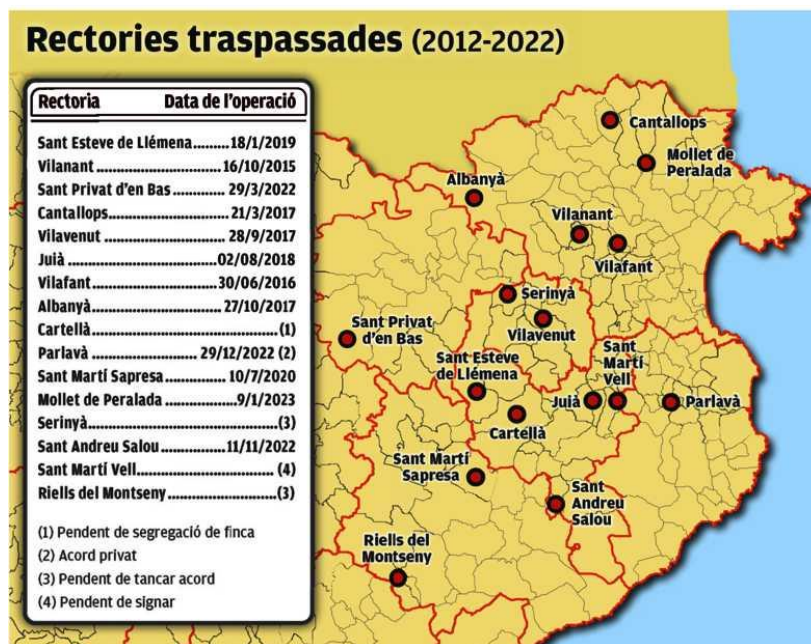 Rectories traspassades (2012-2022)
Rectoria Data de l'operació
Sant Esteve de Llémena.........18/1/2019
Vilanant ..............................16/10/2015
Sant Privat d'en Bas ..........29/3/2022
Cantallops............................21/3/2017
Vilavenut ............................28/9/2017
Juià ....................................02/08/2018
Vilafant ..............................30/06/2016
Albanyà ..............................27/10/2017
Cartellà ........................................(1)
Parlavà ....................29/12/2022 (2)
Sant Martí Sapresa ............10/7/2020
Mollet de Peralada...............9/1/2023
Serinyà ........................................(3)
Sant Andreu Salou............11/11/2022
Sant Martí Vell............................ (4)
Riells del Montseny ......................(3)
(1) Pendent de segregació de finca
(2) Acord privat
(3) Pendent de tancar acord
(4) Pendent de signar
Cantallops
Mollet de
Peralada
Albanyà
Vilanant
Vilafant
Serinyà
Vilavenut
Sant Privat
d'en Bas
Sant Esteve
de Llémena
Sant
Martí
Vell
Juià
Parlavà
Cartellà
Sant Martí
Sapresa
Sant
Andreu
Salou
Riells del
Montseny